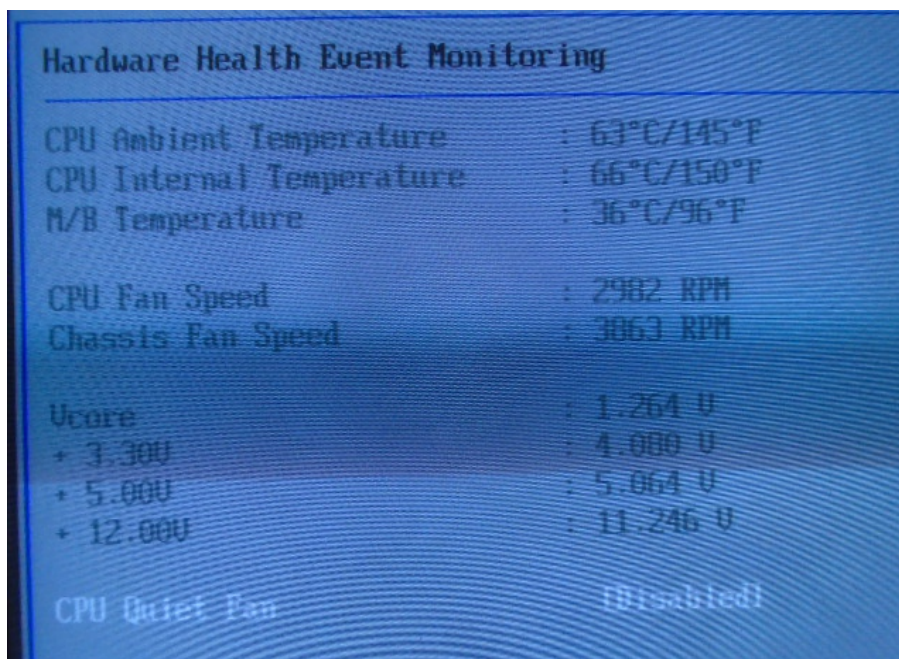 Hardware Health Event Monitoring
CPU Ambient Temperature : 63°C/145°F
CPU Internal Temperature : 66°C/150°F
M/B Temperature : 36°C/96°F
CPU Fan Speed : 2982 RPM
Chassis Fan Speed : 3063 RPM
Vcore : 1.264 V
+ 3.30V : 4.080 V
+ 5.00V : 5.064 V
+ 12.00V : 11.246 V
CPU Quiet Fan [Disabled]